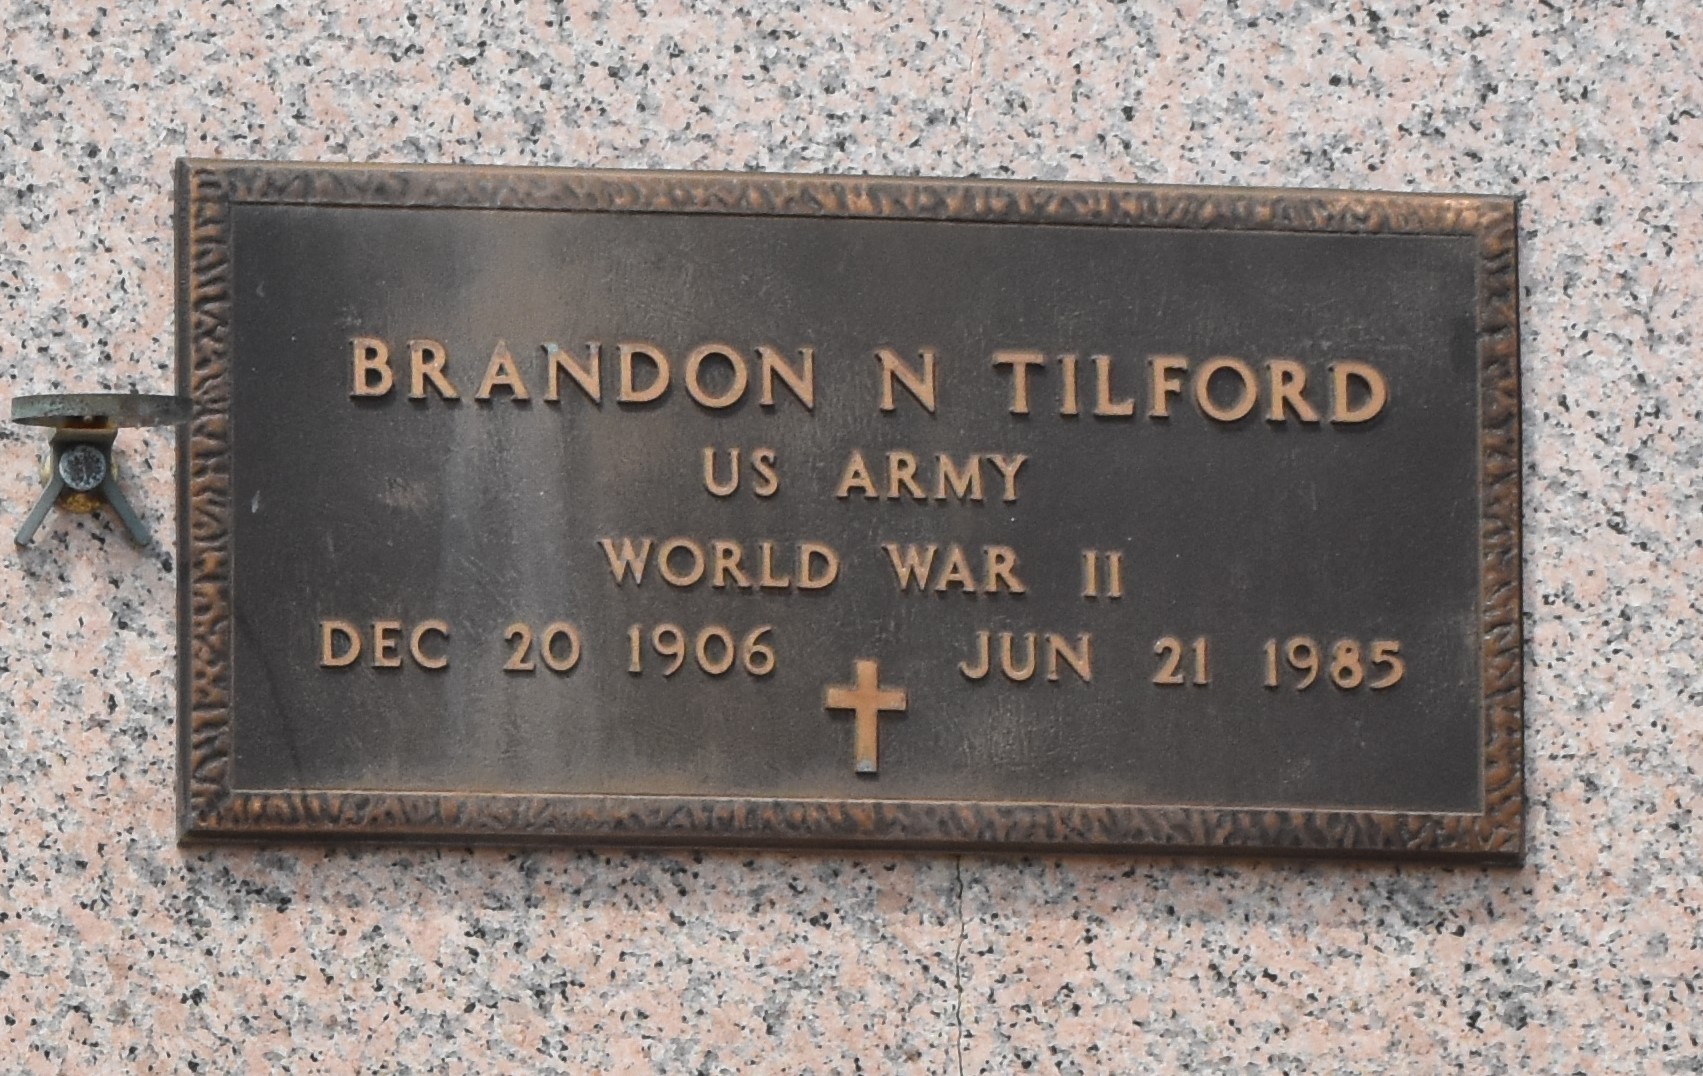 BRANDON N TILFORD
US ARMY
WORLD WAR II
DEC 20 1906 JUN 21 1985